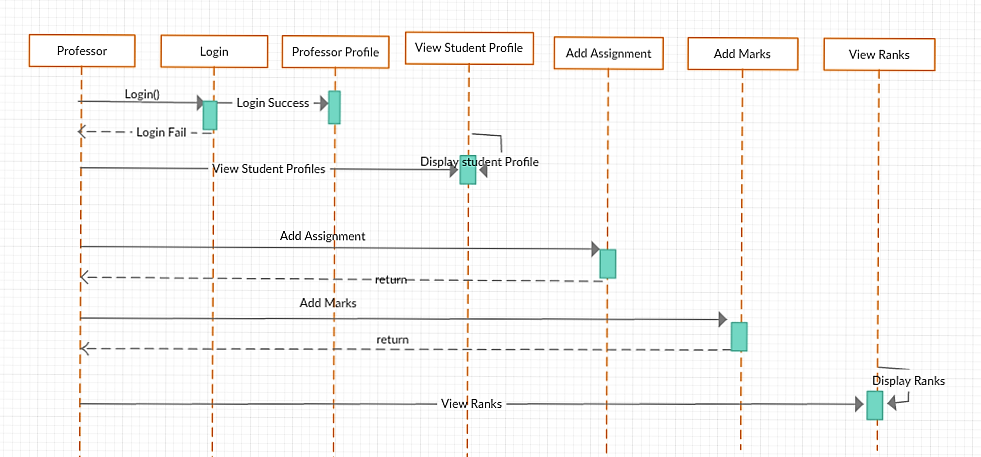 Professor
Login
Professor Profile
View Student Profile
Add Assignment
Add Marks
View Ranks
Login()
Login Success
Login Fail
Display student Profile
View Student Profiles
Add Assignment
return
Add Marks
return
Display Ranks
View Ranks